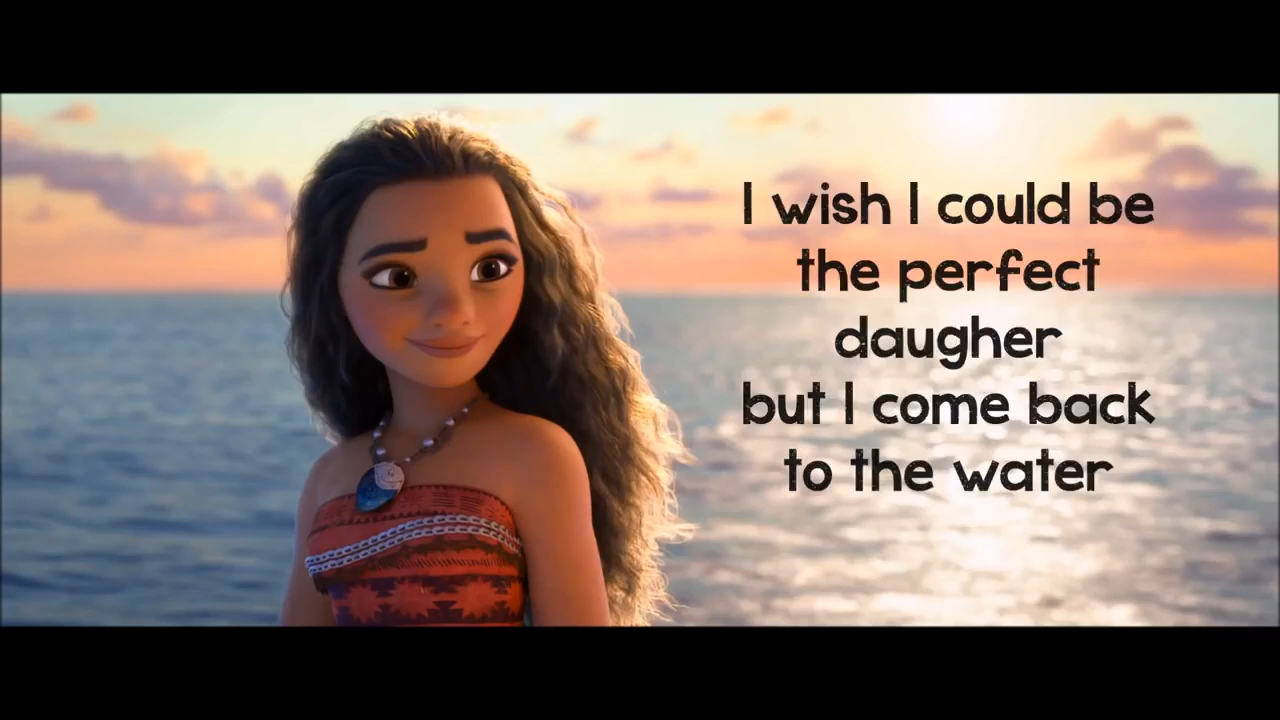 I wish I could be
the perfect
daugher
but I come back
to the water